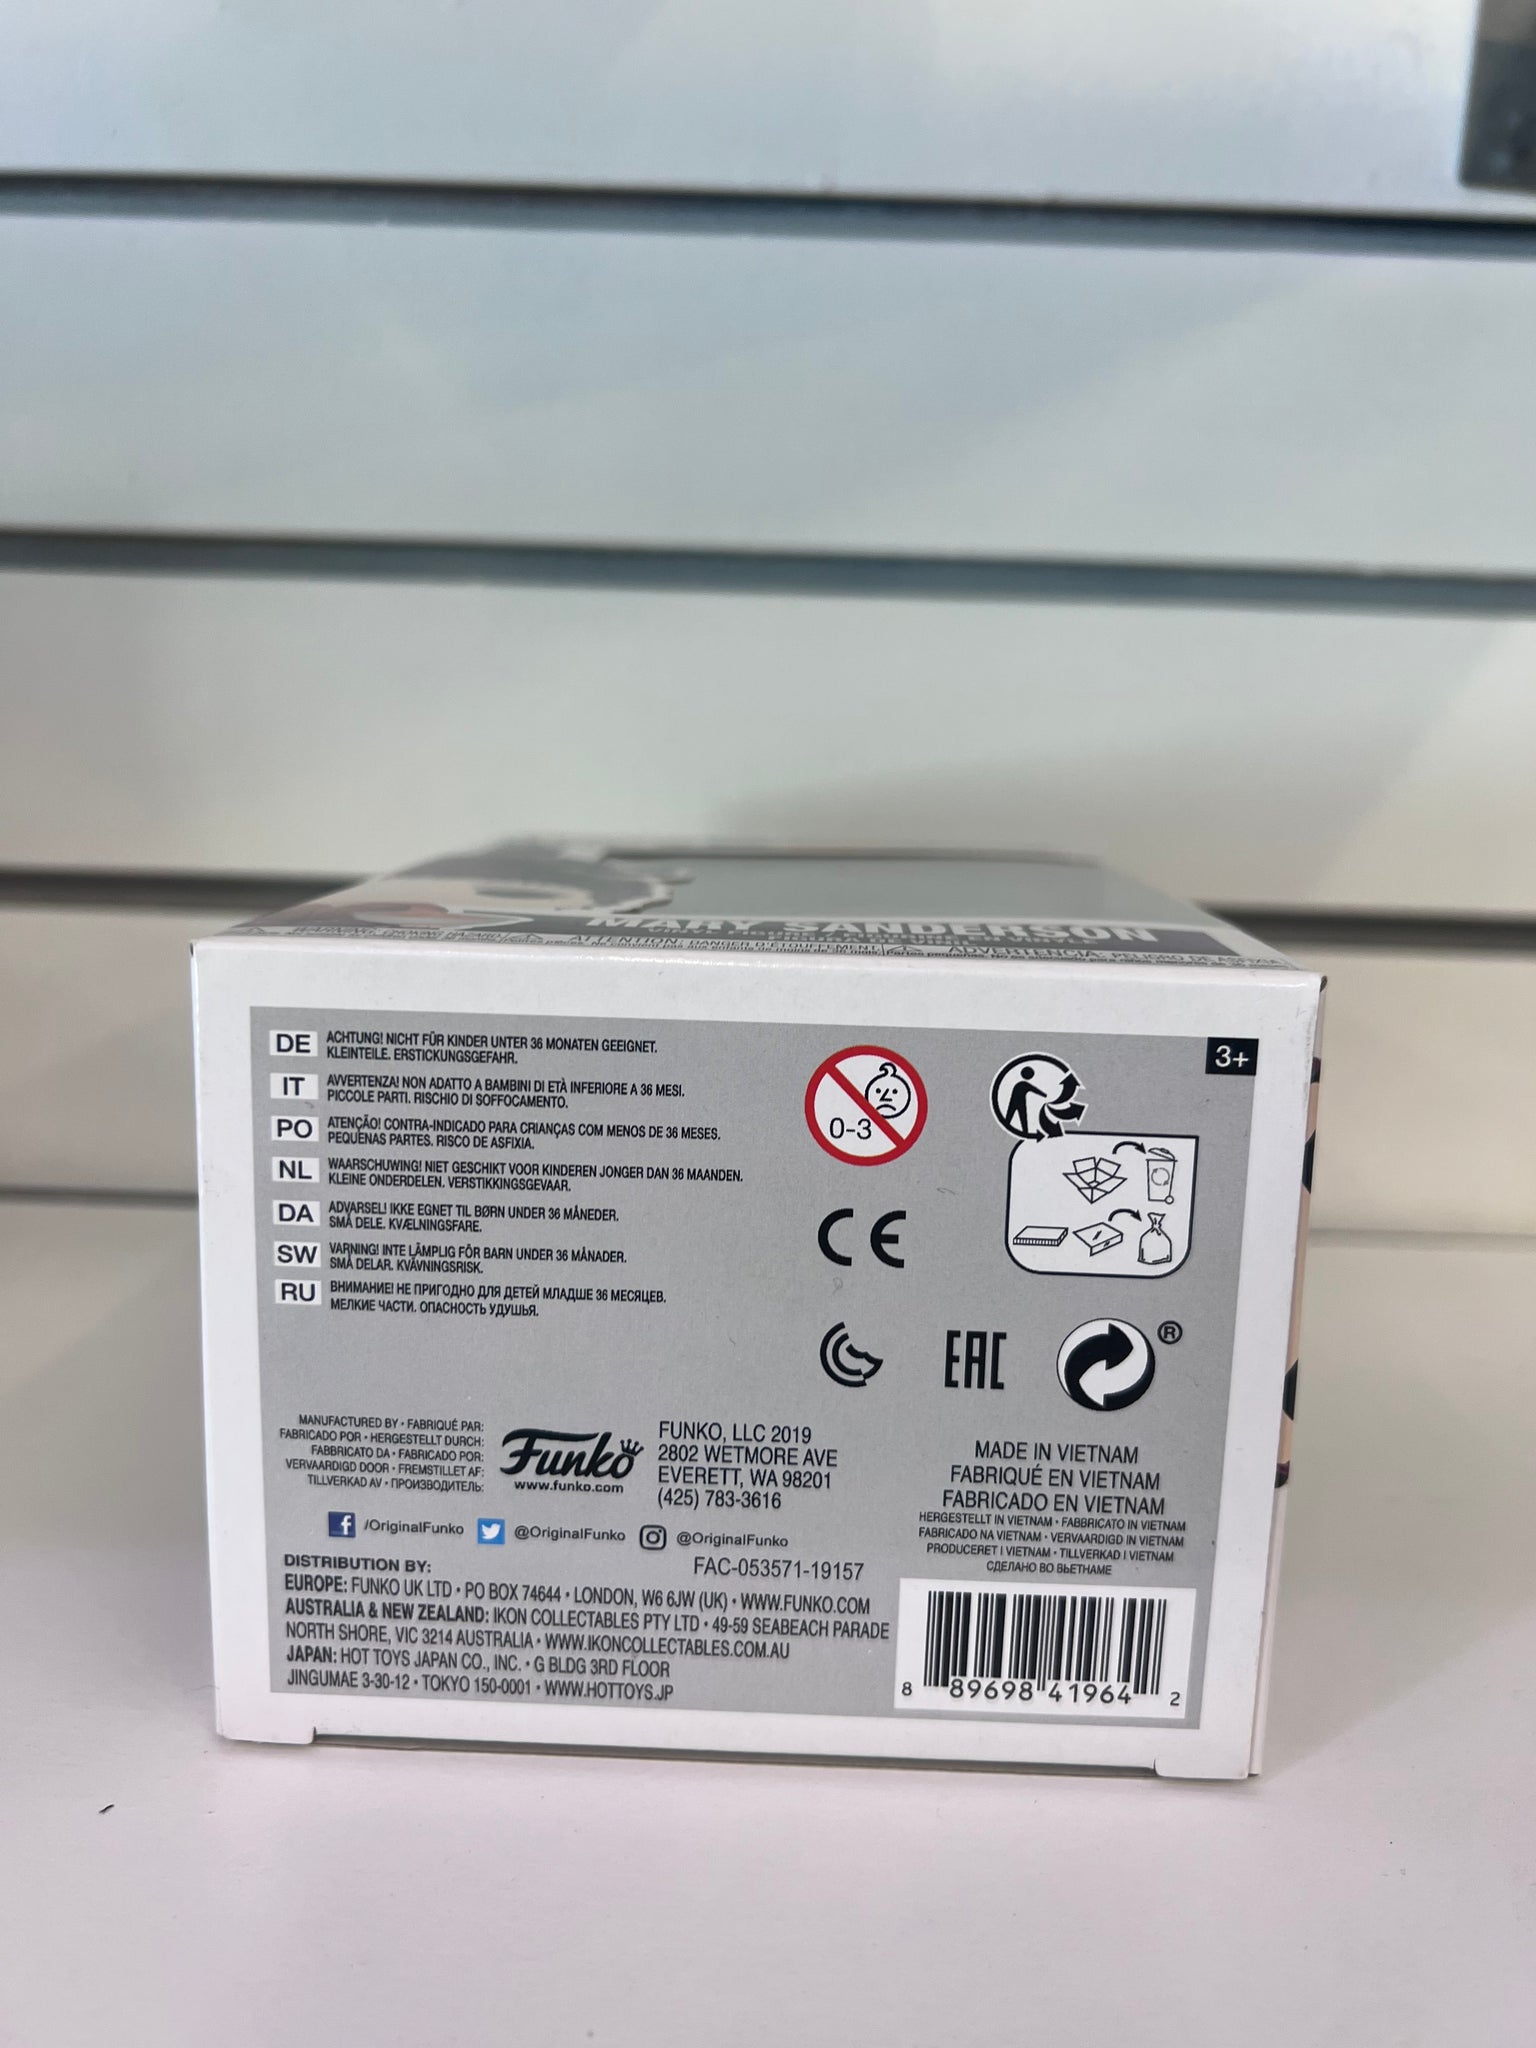 MARY SANDERSON
ATTENTION: DANGER D'ÉTOUFFEMENT
ADVERTENCIA: PELIGRO DE ASFIXIA
DE ACHTUNG! NICHT FÜR KINDER UNTER 36 MONATEN GEEIGNET.
KLEINTEILE. ERSTICKUNGSGEFAHR.
IT AVVERTENZA! NON ADATTO A BAMBINI DI ETÀ INFERIORE A 36 MESI.
PICCOLE PARTI. RISCHIO DI SOFFOCAMENTO.
PO ATENÇÃO! CONTRA-INDICADO PARA CRIANÇAS COM MENOS DE 36 MESES.
PEQUENAS PARTES. RISCO DE ASFIXIA.
NL WAARSCHUWING! NIET GESCHIKT VOOR KINDEREN JONGER DAN 36 MAANDEN.
KLEINE ONDERDELEN. VERSTIKKINGSGEVAAR.
DA ADVARSEL! IKKE EGNET TIL BØRN UNDER 36 MÅNEDER.
SMÅ DELE. KVÆLNINGSFARE.
SW VARNING! INTE LÄMPLIG FÖR BARN UNDER 36 MÅNADER.
SMÅ DELAR. KVÄVNINGSRISK.
RU ВНИМАНИЕ! НЕ ПРИГОДНО ДЛЯ ДЕТЕЙ МЛАДШЕ 36 МЕСЯЦЕВ.
МЕЛКИЕ ЧАСТИ. ОПАСНОСТЬ УДУШЬЯ.
0-3
3+
CE
EAC
®
MANUFACTURED BY • FABRIQUÉ PAR:
FABRICADO POR • HERGESTELLT DURCH:
FABBRICATO DA • FABRICADO POR:
VERVAARDIGD DOOR • FREMSTILLET AF:
TILLVERKAD AV • ПРОИЗВОДИТЕЛЬ:
Funko
www.funko.com
FUNKO, LLC 2019
2802 WETMORE AVE
EVERETT, WA 98201
(425) 783-3616
MADE IN VIETNAM
FABRIQUÉ EN VIETNAM
FABRICADO EN VIETNAM
HERGESTELLT IN VIETNAM • FABBRICATO IN VIETNAM
FABRICADO NA VIETNAM • VERVAARDIGD IN VIETNAM
PRODUCERET I VIETNAM • TILLVERKAD I VIETNAM
СДЕЛАНО ВО ВЬЕТНАМЕ
/OriginalFunko @OriginalFunko @OriginalFunko
FAC-053571-19157
DISTRIBUTION BY:
EUROPE: FUNKO UK LTD • PO BOX 74644 • LONDON, W6 6JW (UK) • WWW.FUNKO.COM
AUSTRALIA & NEW ZEALAND: IKON COLLECTABLES PTY LTD • 49-59 SEABEACH PARADE
NORTH SHORE, VIC 3214 AUSTRALIA • WWW.IKONCOLLECTABLES.COM.AU
JAPAN: HOT TOYS JAPAN CO., INC. • G BLDG 3RD FLOOR
JINGUMAE 3-30-12 • TOKYO 150-0001 • WWW.HOTTOYS.JP
8 89698 41964 2